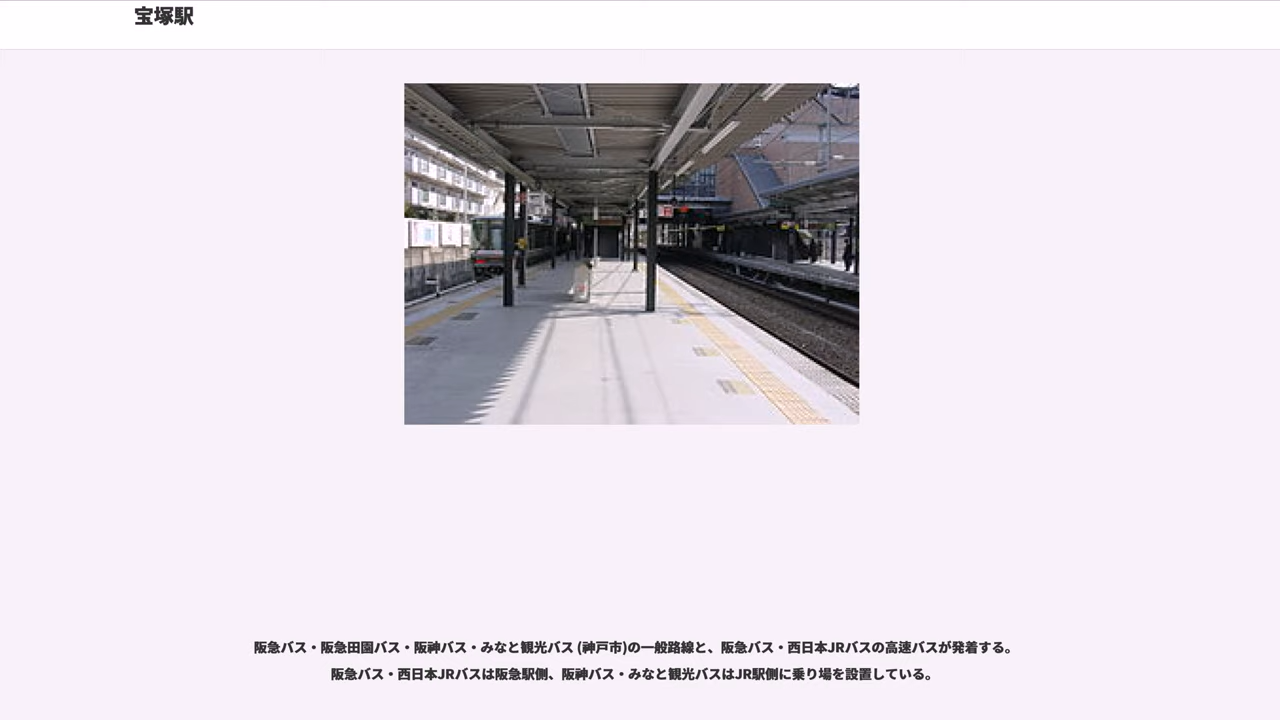 宝塚駅
阪急バス・阪急田園バス・阪神バス・みなと観光バス (神戸市)の一般路線と、阪急バス・西日本JRバスの高速バスが発着する。
阪急バス・西日本JRバスは阪急駅側、阪神バス・みなと観光バスはJR駅側に乗り場を設置している。